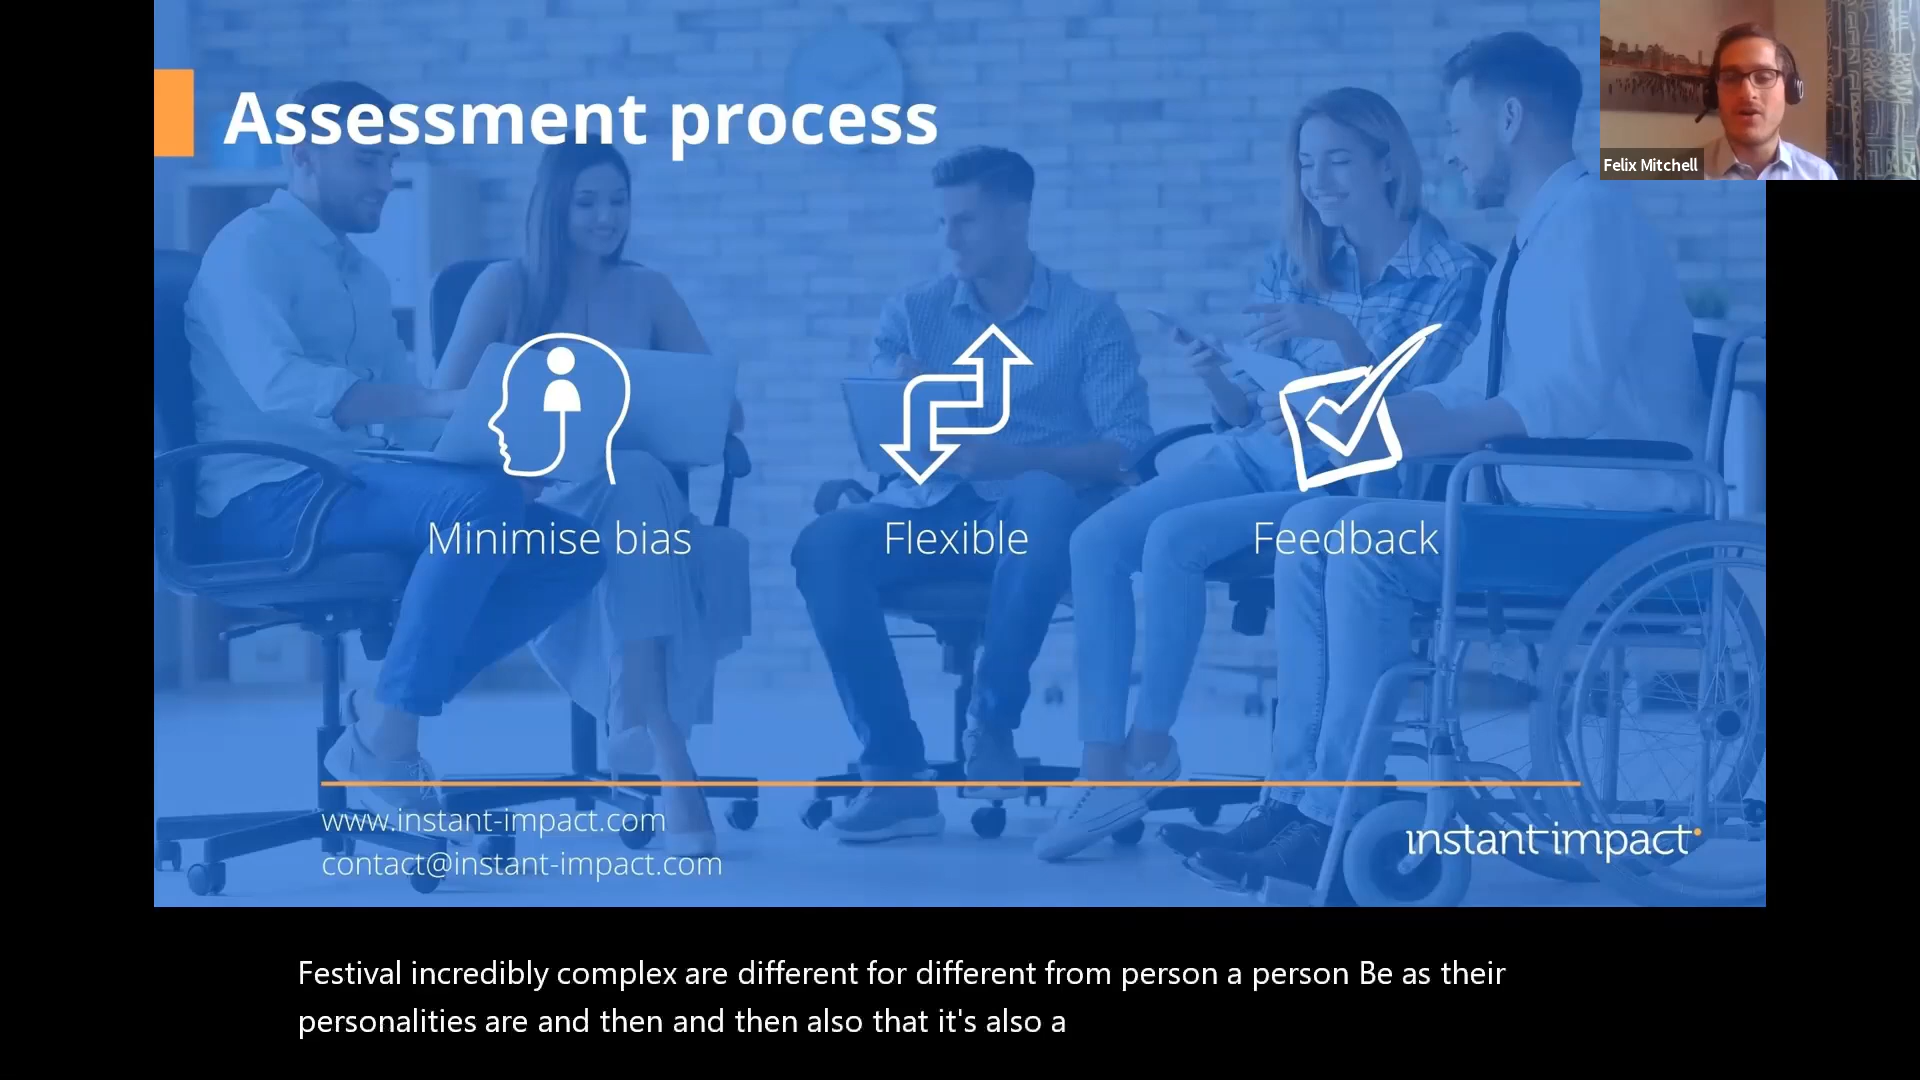 Assessment process
Felix Mitchell
Minimise bias
Flexible
Feedback
www.instant-impact.com
contact@instant-impact.com
instant impact
Festival incredibly complex are different for different from person a person Be as their
personalities are and then and then also that it's also a